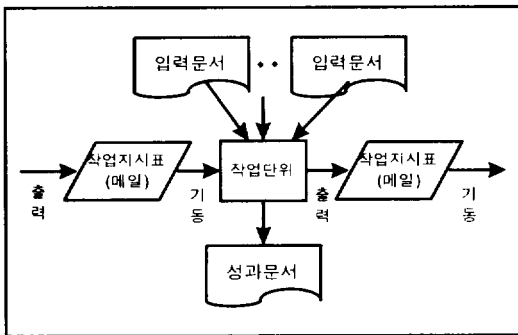 입력문서 ·· 입력문서
작업지시표
(메일)
작업단위
작업지시표
(메일)
출력
기동
출력
기동
성과문서